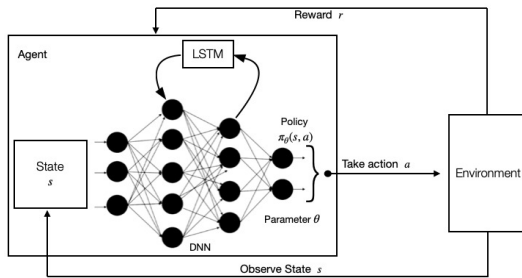 Reward r
Agent
LSTM
Policy
πθ(s, a)
State
s
Take action a
Environment
Parameter θ
DNN
Observe State s